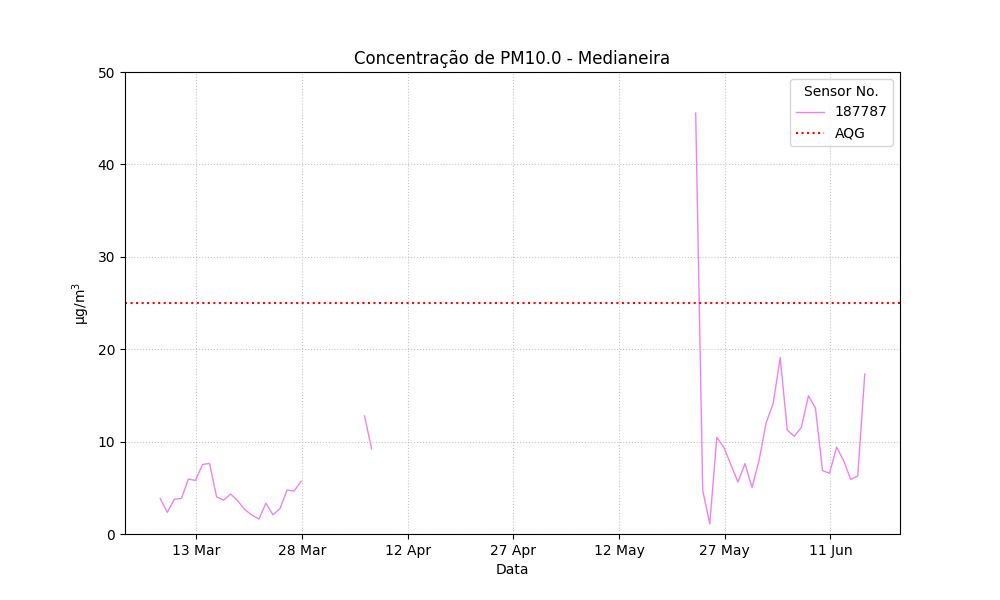 Concentração de PM10.0 - Medianeira
Sensor No.
187787
AQG
µg/m³
50
40
30
20
10
0
13 Mar
28 Mar
12 Apr
27 Apr
12 May
27 May
11 Jun
Data